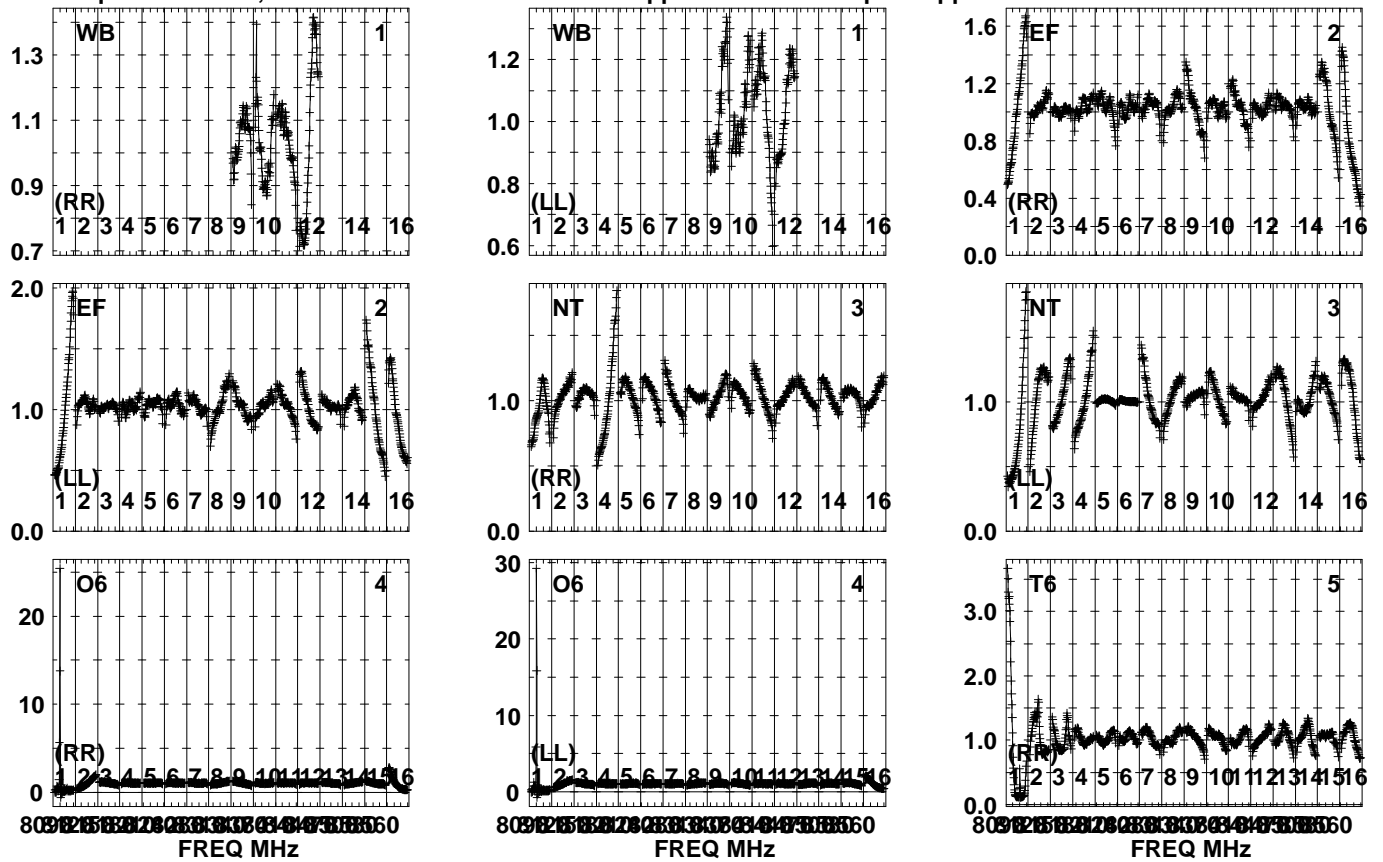 WB 1
1.3
1.1
0.9
0.7
(RR)
1 2 3 4 5 6 7 8 9 10 12 14 16
WB 1
1.2
1.0
0.8
0.6
(LL)
1 2 3 4 5 6 7 8 9 10 12 14 16
EF 2
1.6
1.2
0.8
0.4
0.0
(RR)
1 2 3 4 5 6 7 8 9 10 12 14 16
EF 2
2.0
1.0
0.0
(LL)
1 2 3 4 5 6 7 8 9 10 12 14 16
NT 3
1.0
0.0
(RR)
1 2 3 4 5 6 7 8 9 10 12 14 16
NT 3
1.0
0.0
(LL)
1 2 3 4 5 6 7 8 9 10 12 14 16
O6 4
20
10
0
(RR)
1 2 3 4 5 6 7 8 9 10 11 12 13 14 15 16
FREQ MHz
O6 4
30
20
10
0
(LL)
1 2 3 4 5 6 7 8 9 10 11 12 13 14 15 16
FREQ MHz
T6 5
3.0
2.0
1.0
0.0
(RR)
1 2 3 4 5 6 7 8 9 10 11 12 13 14 15 16
FREQ MHz